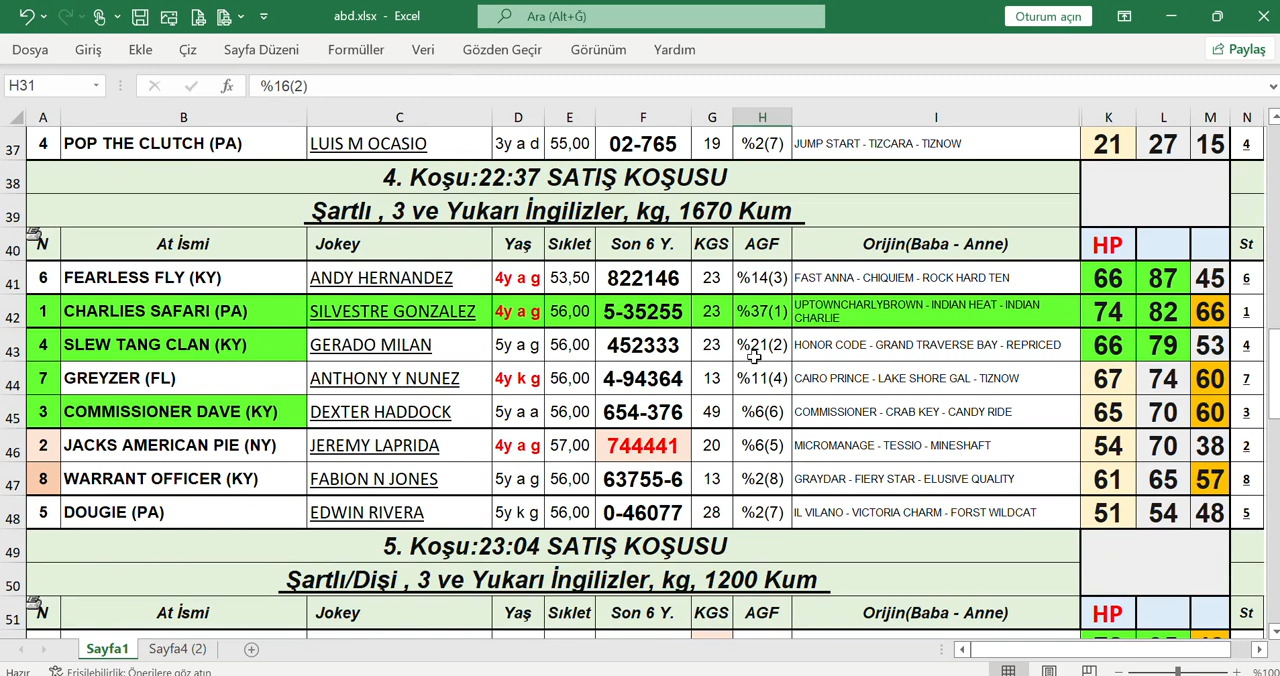 abd.xlsx - Excel
Ara (Alt+Ğ)
Oturum açın
Dosya Giriş Ekle Çiz Sayfa Düzeni Formüller Veri Gözden Geçir Görünüm Yardım Paylaş
H31 fx %16(2)
A B C D E F G H I K L M N
37 4 POP THE CLUTCH (PA) LUIS M OCASIO 3y a d 55,00 02-765 19 %2(7) JUMP START - TIZCARA - TIZNOW 21 27 15 4
38 4. Koşu:22:37 SATIŞ KOŞUSU
39 Şartlı , 3 ve Yukarı İngilizler, kg, 1670 Kum
40 N At İsmi Jokey Yaş Sıklet Son 6 Y. KGS AGF Orijin(Baba - Anne) HP St
41 6 FEARLESS FLY (KY) ANDY HERNANDEZ 4y a g 53,50 822146 23 %14(3) FAST ANNA - CHIQUIEM - ROCK HARD TEN 66 87 45 6
42 1 CHARLIES SAFARI (PA) SILVESTRE GONZALEZ 4y a g 56,00 5-35255 23 %37(1) UPTOWNCHARLYBROWN - INDIAN HEAT - INDIAN CHARLIE 74 82 66 1
43 4 SLEW TANG CLAN (KY) GERADO MILAN 5y a g 56,00 452333 23 %21(2) HONOR CODE - GRAND TRAVERSE BAY - REPRICED 66 79 53 4
44 7 GREYZER (FL) ANTHONY Y NUNEZ 4y k g 56,00 4-94364 13 %11(4) CAIRO PRINCE - LAKE SHORE GAL - TIZNOW 67 74 60 7
45 3 COMMISSIONER DAVE (KY) DEXTER HADDOCK 5y a a 56,00 654-376 49 %6(6) COMMISSIONER - CRAB KEY - CANDY RIDE 65 70 60 3
46 2 JACKS AMERICAN PIE (NY) JEREMY LAPRIDA 4y a g 57,00 744441 20 %6(5) MICROMANAGE - TESSIO - MINESHAFT 54 70 38 2
47 8 WARRANT OFFICER (KY) FABION N JONES 5y a g 56,00 63755-6 13 %2(8) GRAYDAR - FIERY STAR - ELUSIVE QUALITY 61 65 57 8
48 5 DOUGIE (PA) EDWIN RIVERA 5y k g 56,00 0-46077 28 %2(7) IL VILANO - VICTORIA CHARM - FORST WILDCAT 51 54 48 5
49 5. Koşu:23:04 SATIŞ KOŞUSU
50 Şartlı/Dişi , 3 ve Yukarı İngilizler, kg, 1200 Kum
51 N At İsmi Jokey Yaş Sıklet Son 6 Y. KGS AGF Orijin(Baba - Anne) HP St
Sayfa1 Sayfa4 (2)
Hazır Erişilebilirlik: Önerilere göz atın %100